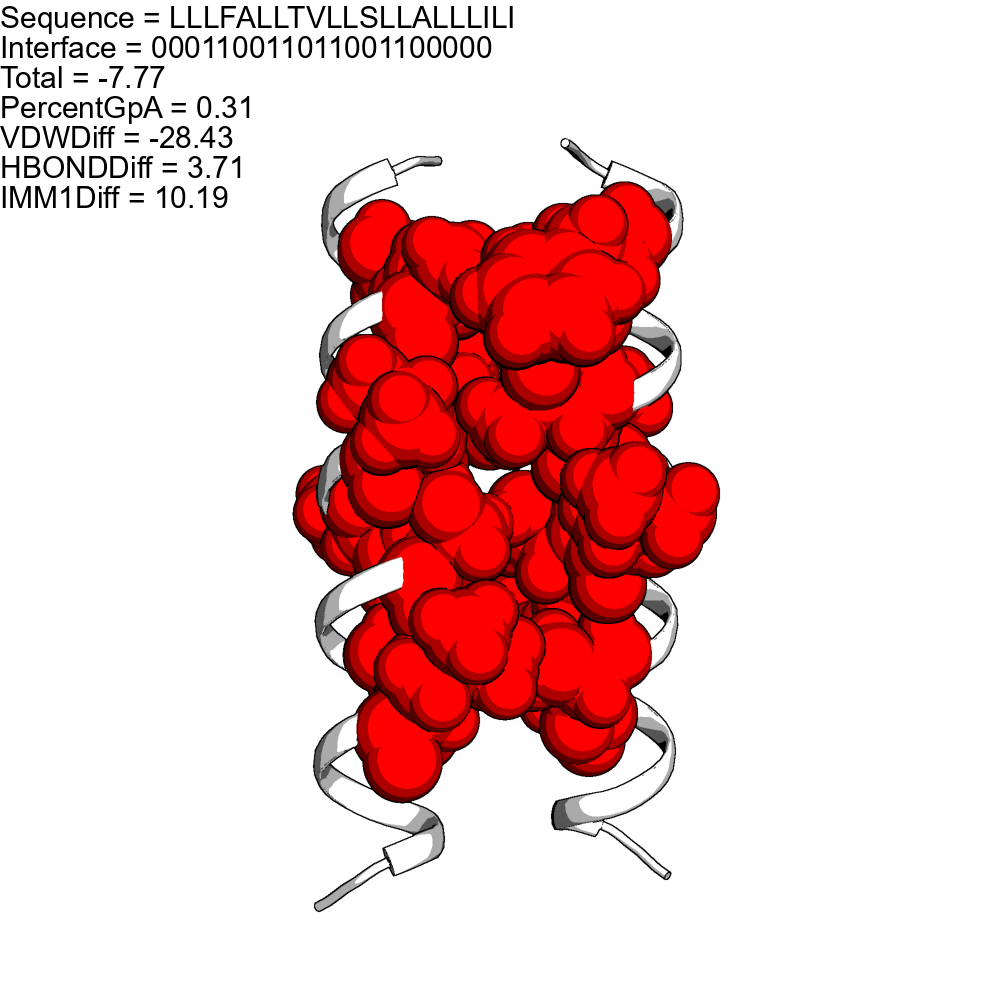 Sequence = LLLFALLTVLLSLLALLLILI
Interface = 000110011011001100000
Total = -7.77
PercentGpA = 0.31
VDWDiff = -28.43
HBONDDiff = 3.71
IMM1Diff = 10.19